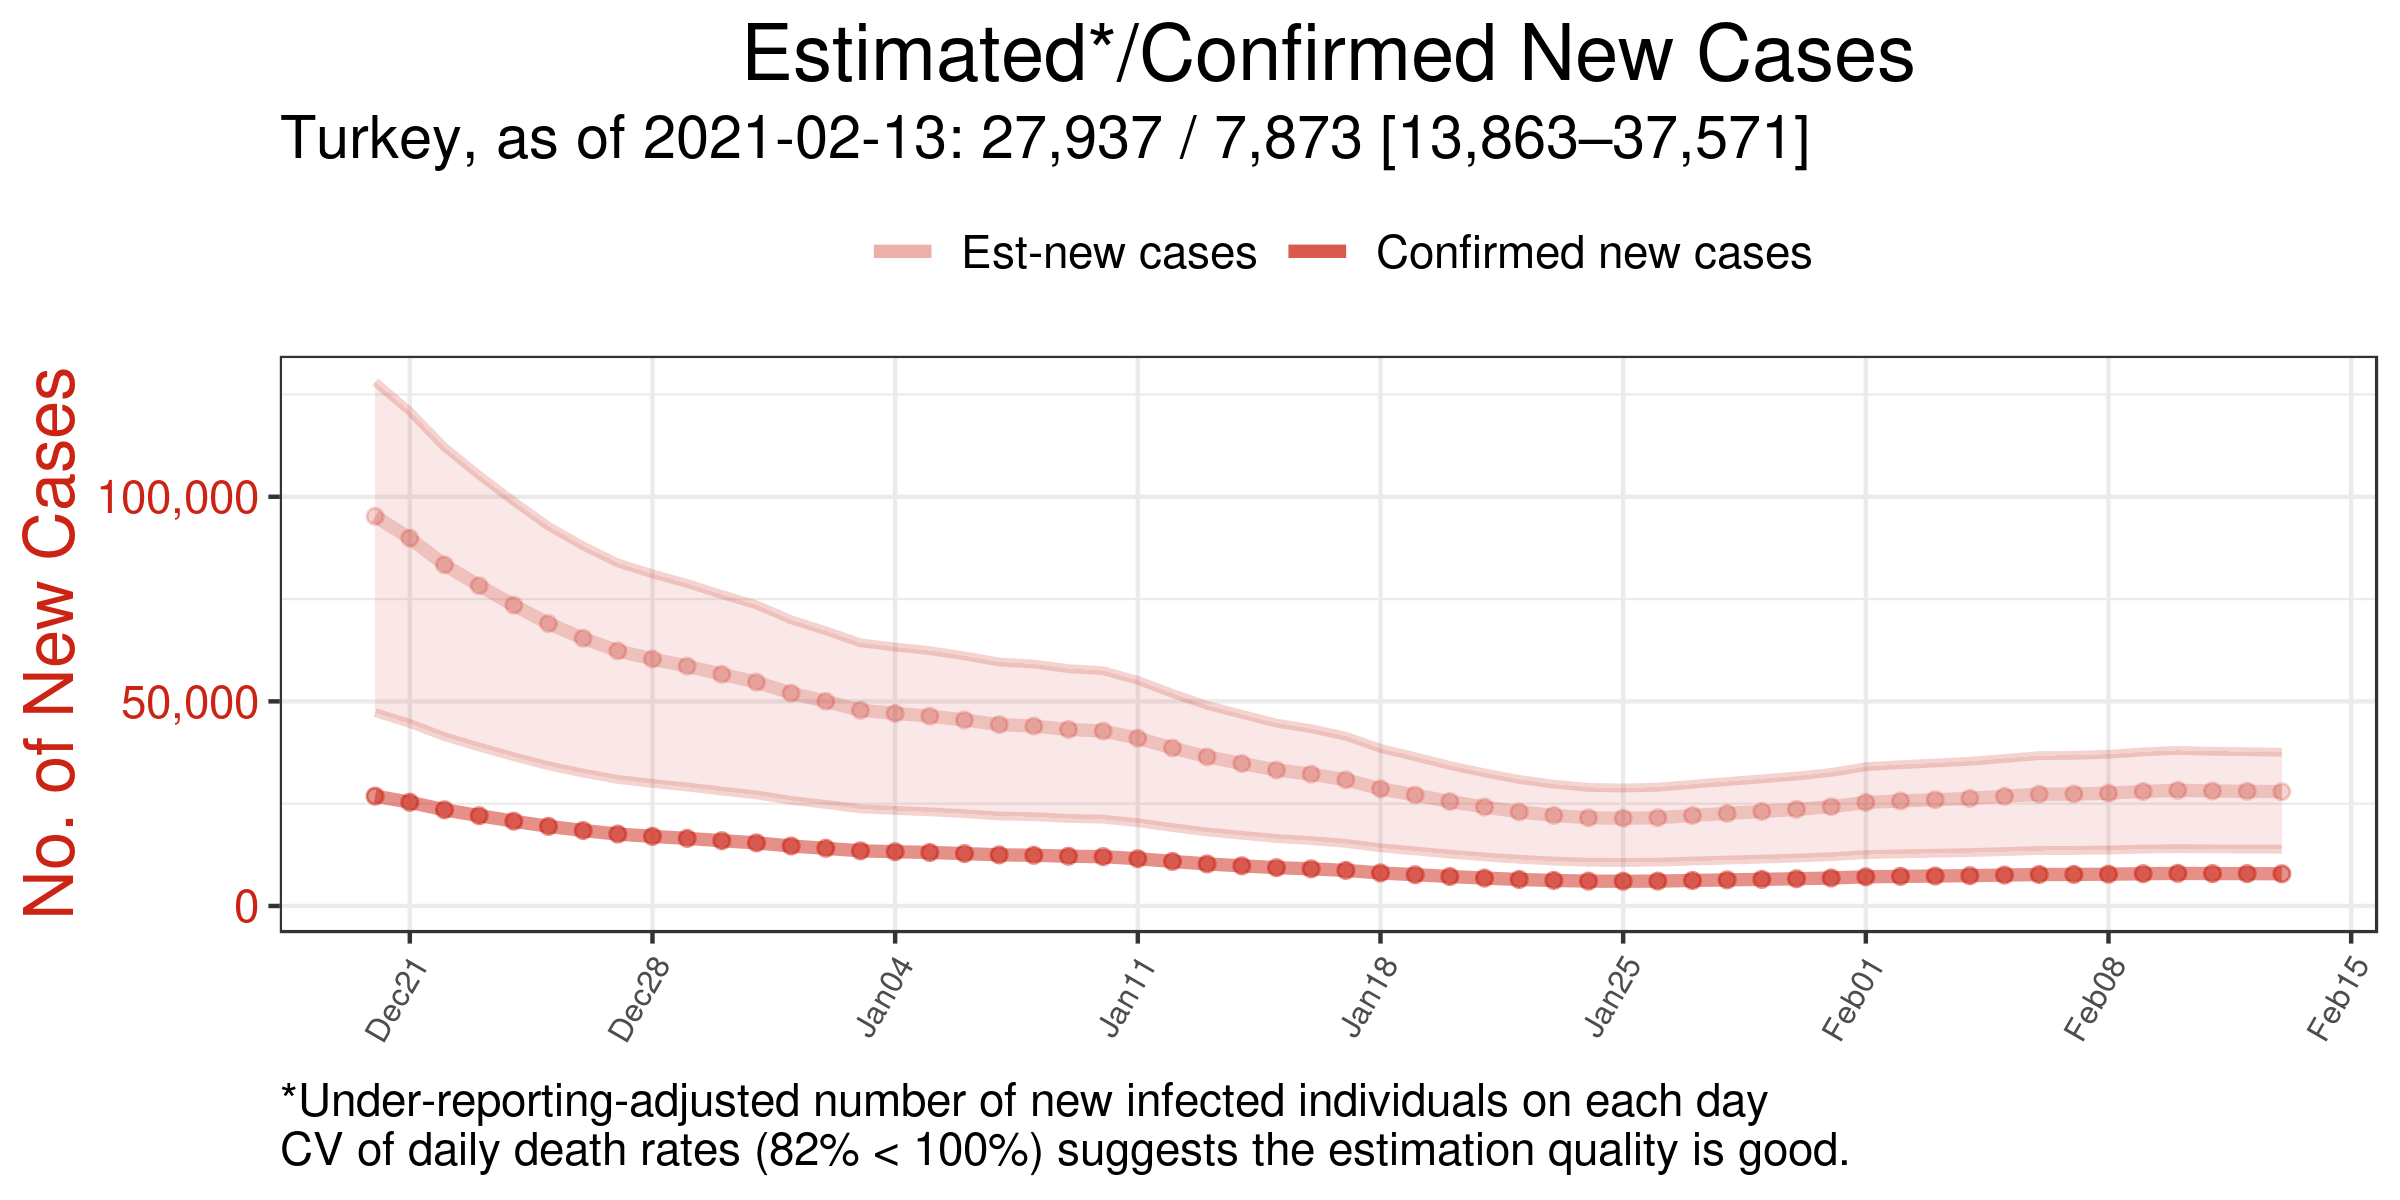 Estimated*/Confirmed New Cases
Turkey, as of 2021-02-13: 27,937 / 7,873 [13,863–37,571]
Est-new cases
Confirmed new cases
No. of New Cases
100,000
50,000
0
Dec21
Dec28
Jan04
Jan11
Jan18
Jan25
Feb01
Feb08
Feb15
*Under-reporting-adjusted number of new infected individuals on each day
CV of daily death rates (82% < 100%) suggests the estimation quality is good.